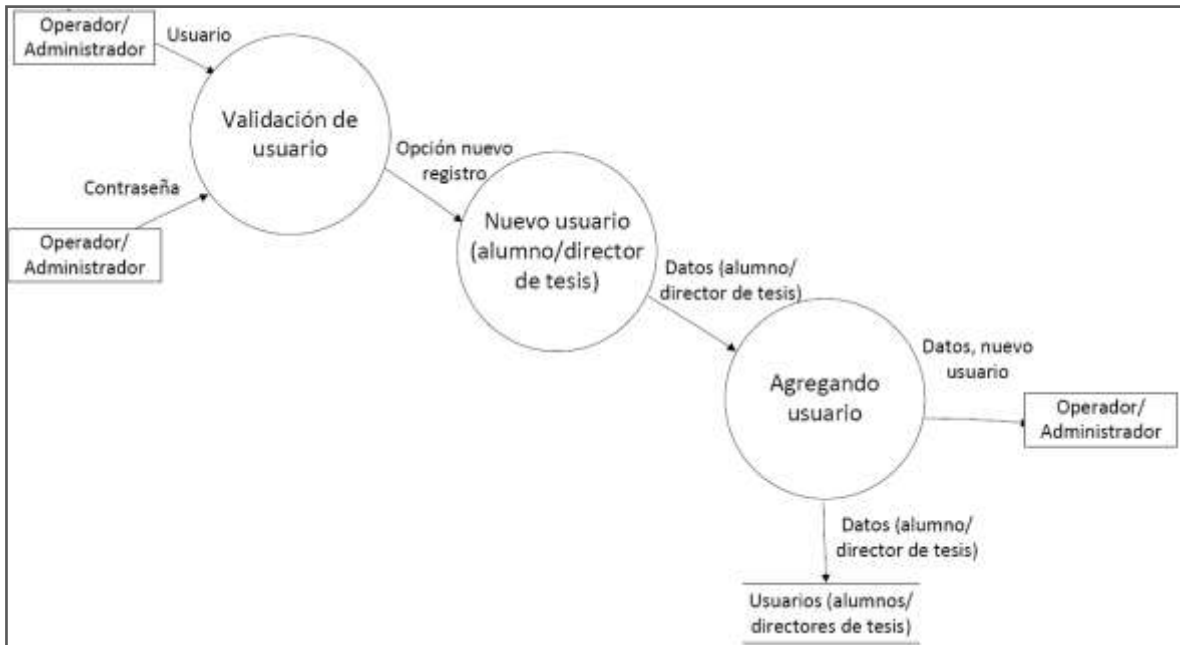 Operador/
Administrador
Usuario
Validación de
usuario
Contraseña
Operador/
Administrador
Opción nuevo
registro
Nuevo usuario
(alumno/director
de tesis)
Datos (alumno/
director de tesis)
Agregando
usuario
Datos, nuevo
usuario
Operador/
Administrador
Datos (alumno/
director de tesis)
Usuarios (alumnos/
directores de tesis)